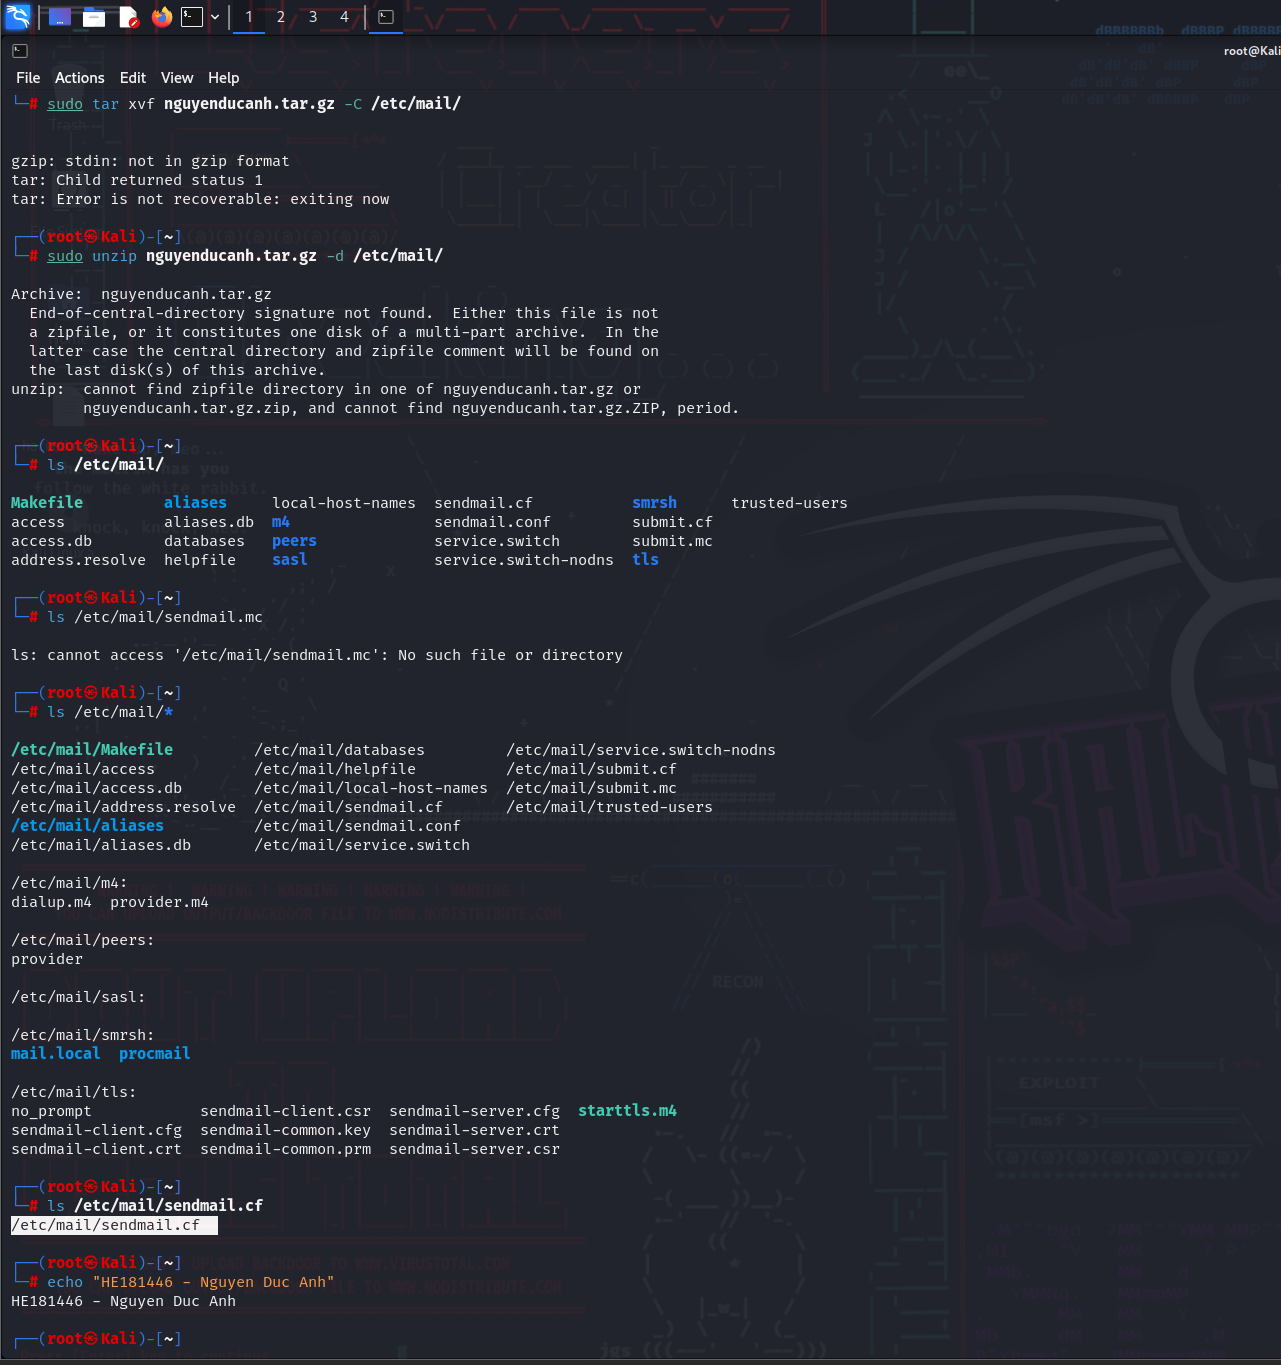 1 2 3 4
root@Kali
File Actions Edit View Help
└─# sudo tar xvf nguyenducanh.tar.gz -C /etc/mail/
gzip: stdin: not in gzip format
tar: Child returned status 1
tar: Error is not recoverable: exiting now
┌──(root㉿Kali)-[~]
└─# sudo unzip nguyenducanh.tar.gz -d /etc/mail/
Archive:  nguyenducanh.tar.gz
  End-of-central-directory signature not found.  Either this file is not
  a zipfile, or it constitutes one disk of a multi-part archive.  In the
  latter case the central directory and zipfile comment will be found on
  the last disk(s) of this archive.
unzip:  cannot find zipfile directory in one of nguyenducanh.tar.gz or
        nguyenducanh.tar.gz.zip, and cannot find nguyenducanh.tar.gz.ZIP, period.
┌──(root㉿Kali)-[~]
└─# ls /etc/mail/
Makefile         aliases     local-host-names  sendmail.cf           smrsh      trusted-users
access           aliases.db  m4                sendmail.conf         submit.cf
access.db        databases   peers             service.switch        submit.mc
address.resolve  helpfile    sasl              service.switch-nodns  tls
┌──(root㉿Kali)-[~]
└─# ls /etc/mail/sendmail.mc
ls: cannot access '/etc/mail/sendmail.mc': No such file or directory
┌──(root㉿Kali)-[~]
└─# ls /etc/mail/*
/etc/mail/Makefile         /etc/mail/databases         /etc/mail/service.switch-nodns
/etc/mail/access           /etc/mail/helpfile          /etc/mail/submit.cf
/etc/mail/access.db        /etc/mail/local-host-names  /etc/mail/submit.mc
/etc/mail/address.resolve  /etc/mail/sendmail.cf       /etc/mail/trusted-users
/etc/mail/aliases          /etc/mail/sendmail.conf
/etc/mail/aliases.db       /etc/mail/service.switch
/etc/mail/m4:
dialup.m4  provider.m4
/etc/mail/peers:
provider
/etc/mail/sasl:
/etc/mail/smrsh:
mail.local  procmail
/etc/mail/tls:
no_prompt            sendmail-client.csr  sendmail-server.cfg  starttls.m4
sendmail-client.cfg  sendmail-common.key  sendmail-server.crt
sendmail-client.crt  sendmail-common.prm  sendmail-server.csr
RECON
EXPLOIT
[msf >]
┌──(root㉿Kali)-[~]
└─# ls /etc/mail/sendmail.cf
/etc/mail/sendmail.cf
┌──(root㉿Kali)-[~]
└─# echo "HE181446 - Nguyen Duc Anh"
HE181446 - Nguyen Duc Anh
┌──(root㉿Kali)-[~]